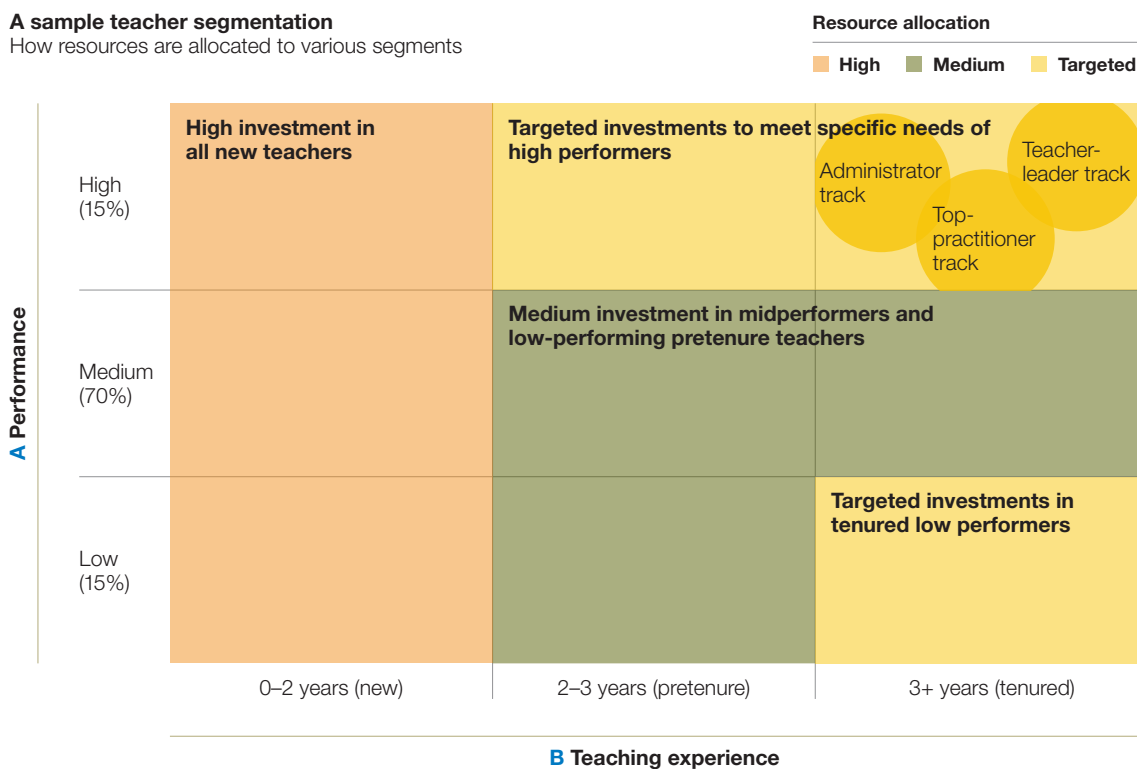 A sample teacher segmentation
How resources are allocated to various segments
Resource allocation
High
Medium
Targeted
High investment in
all new teachers
Targeted investments to meet specific needs of
high performers
Administrator
track
Top-
practitioner
track
Teacher-
leader track
High
(15%)
Medium investment in midperformers and
low-performing pretenure teachers
Medium
(70%)
Targeted investments in
tenured low performers
Low
(15%)
A Performance
0–2 years (new)
2–3 years (pretenure)
3+ years (tenured)
B Teaching experience